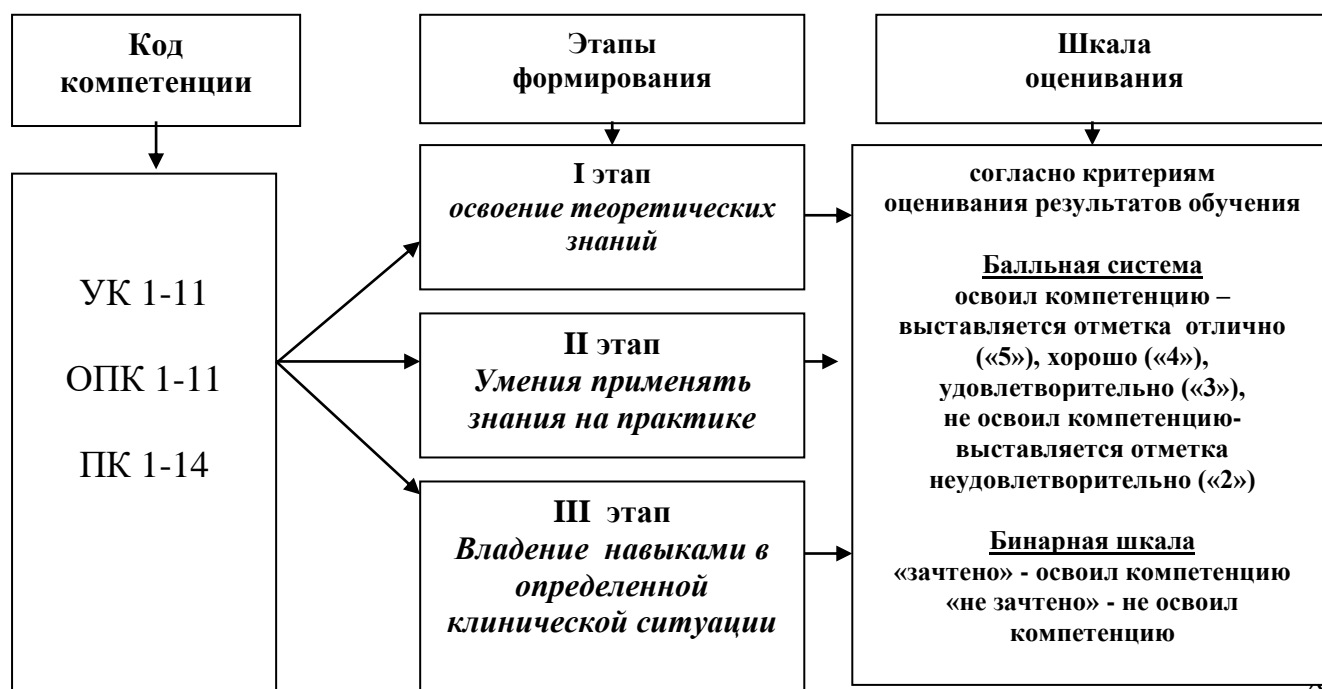 Код
компетенции
Этапы
формирования
Шкала
оценивания
УК 1-11
ОПК 1-11
ПК 1-14
I этап
освоение теоретических
знаний
II этап
Умения применять
знания на практике
III этап
Владение навыками в
определенной
клинической ситуации
согласно критериям
оценивания результатов обучения
Балльная система
освоил компетенцию –
выставляется отметка отлично
(«5»), хорошо («4»),
удовлетворительно («3»),
не освоил компетенцию-
выставляется отметка
неудовлетворительно («2»)
Бинарная шкала
«зачтено» - освоил компетенцию
«не зачтено» - не освоил
компетенцию